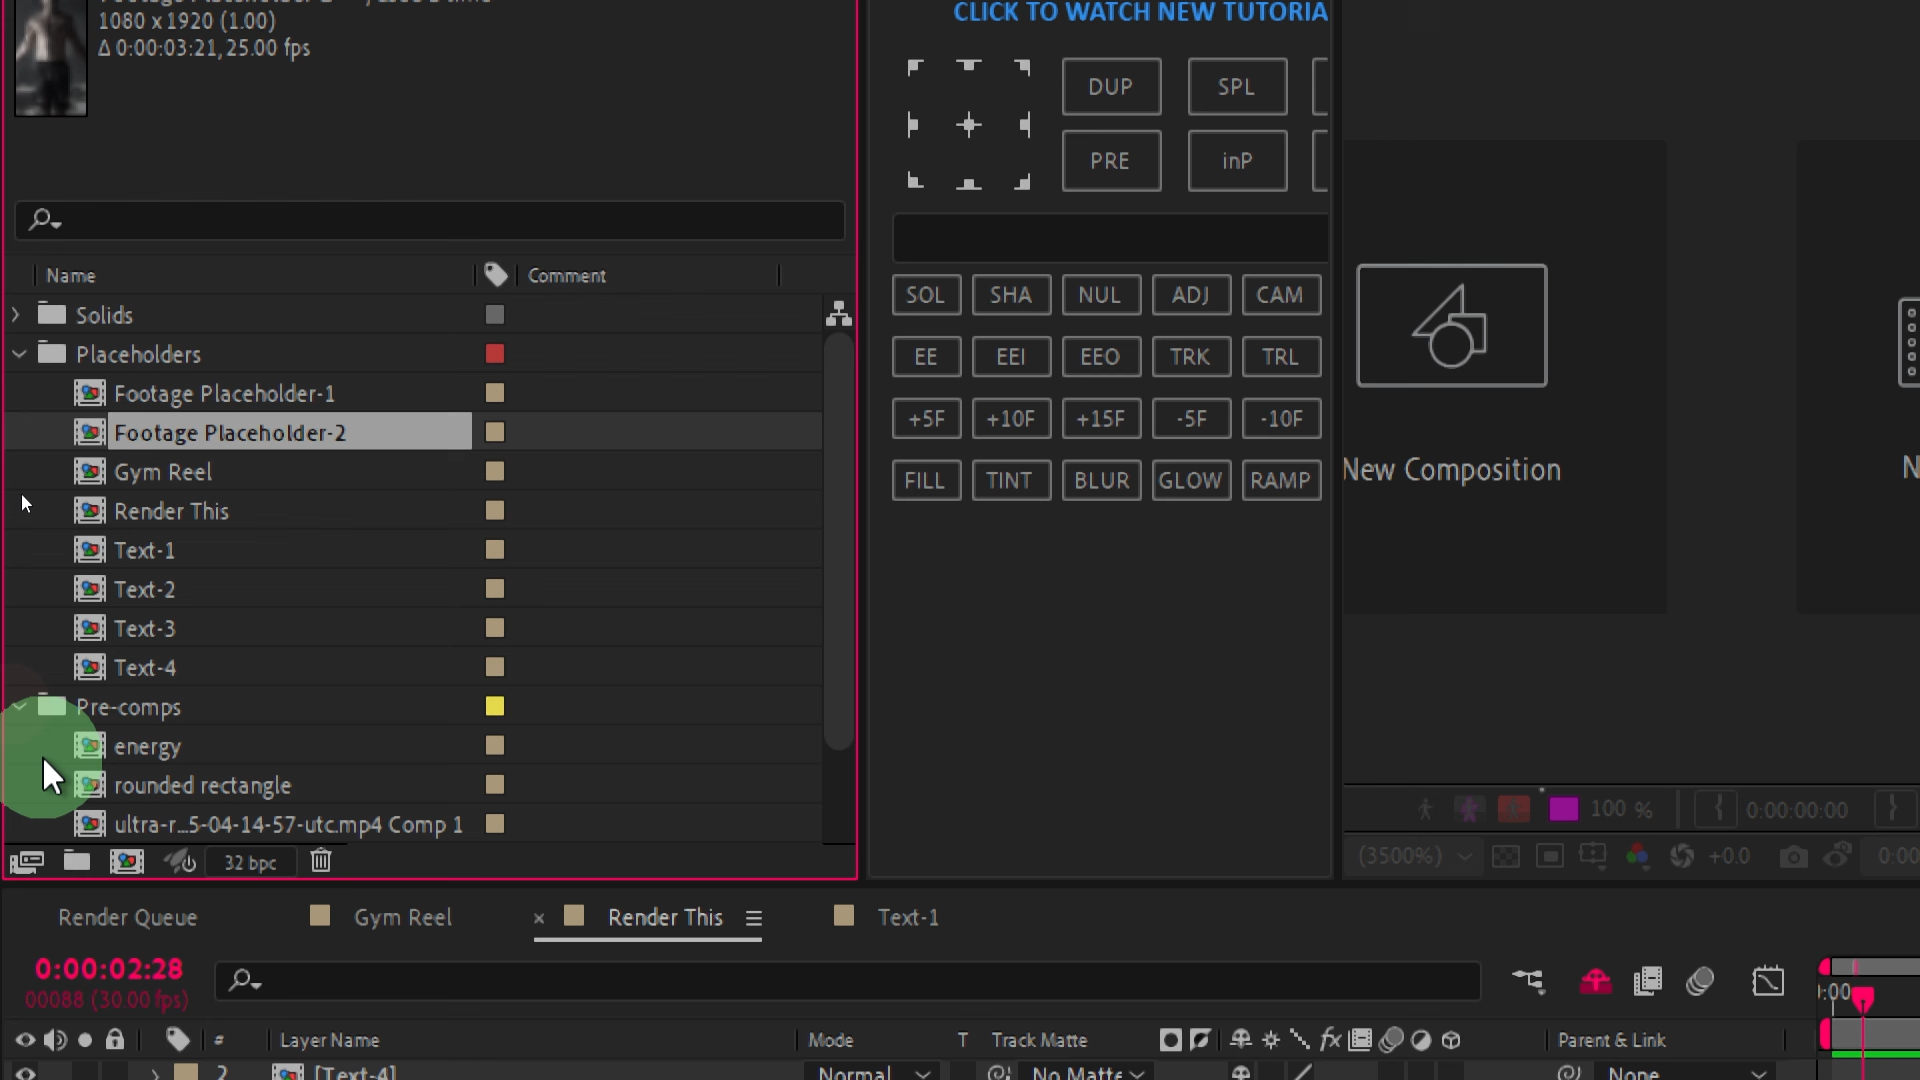 1080 x 1920 (1.00)
Δ 0:00:03:21, 25.00 fps
CLICK TO WATCH NEW TUTORIA
DUP
SPL
PRE
inP
Name
Comment
Solids
Placeholders
Footage Placeholder-1
Footage Placeholder-2
Gym Reel
Render This
Text-1
Text-2
Text-3
Text-4
Pre-comps
energy
rounded rectangle
ultra-r...5-04-14-57-utc.mp4 Comp 1
32 bpc
SOL SHA NUL ADJ CAM
EE EEI EEO TRK TRL
+5F +10F +15F -5F -10F
FILL TINT BLUR GLOW RAMP
New Composition
N
100 %
0:00:00:00
(3500%)
+0.0
0:00
Render Queue
Gym Reel
× Render This
Text-1
0:00:02:28
00088 (30.00 fps)
:00
# Layer Name Mode T Track Matte fx Parent & Link
2 [Text-4] Normal No Matte None